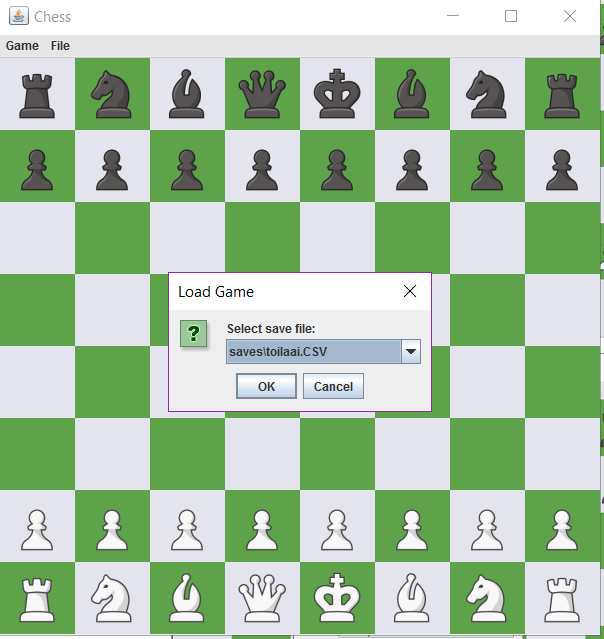 Chess
Game File
Load Game
?
Select save file:
saves\toilaai.CSV
OK Cancel